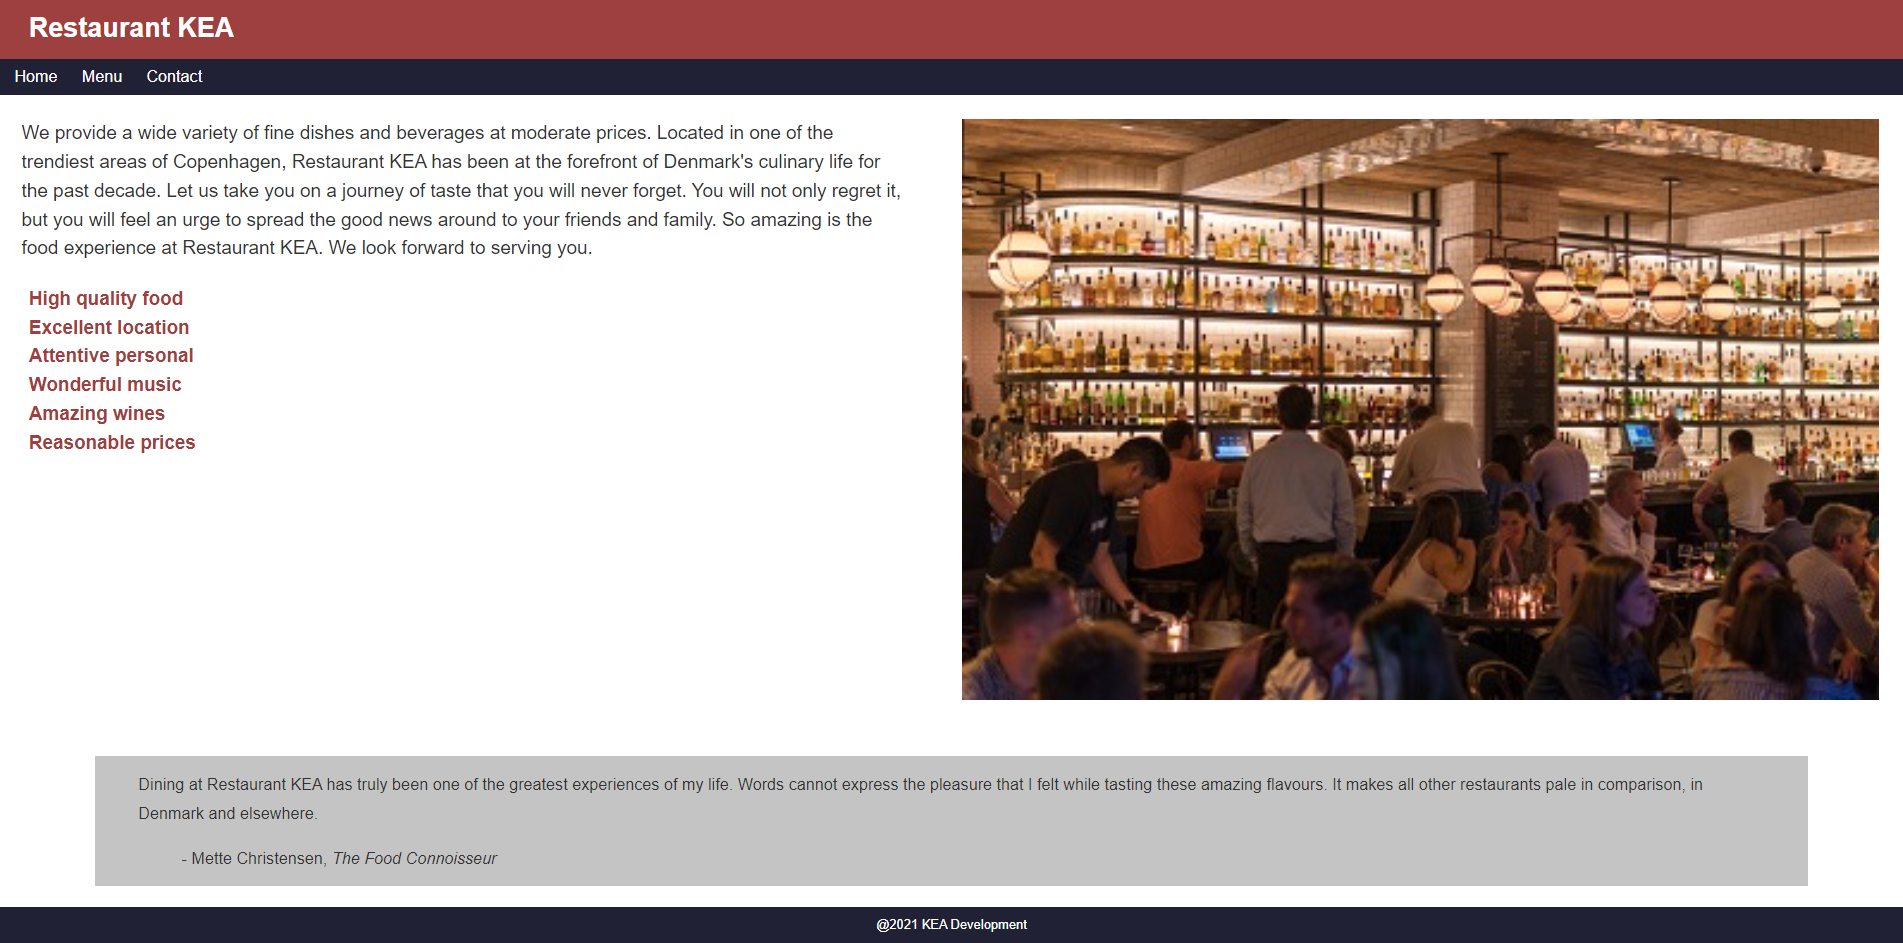 Restaurant KEA
Home Menu Contact
We provide a wide variety of fine dishes and beverages at moderate prices. Located in one of the
trendiest areas of Copenhagen, Restaurant KEA has been at the forefront of Denmark's culinary life for
the past decade. Let us take you on a journey of taste that you will never forget. You will not only regret it,
but you will feel an urge to spread the good news around to your friends and family. So amazing is the
food experience at Restaurant KEA. We look forward to serving you.
High quality food
Excellent location
Attentive personal
Wonderful music
Amazing wines
Reasonable prices
Dining at Restaurant KEA has truly been one of the greatest experiences of my life. Words cannot express the pleasure that I felt while tasting these amazing flavours. It makes all other restaurants pale in comparison, in
Denmark and elsewhere.
- Mette Christensen, The Food Connoisseur
@2021 KEA Development